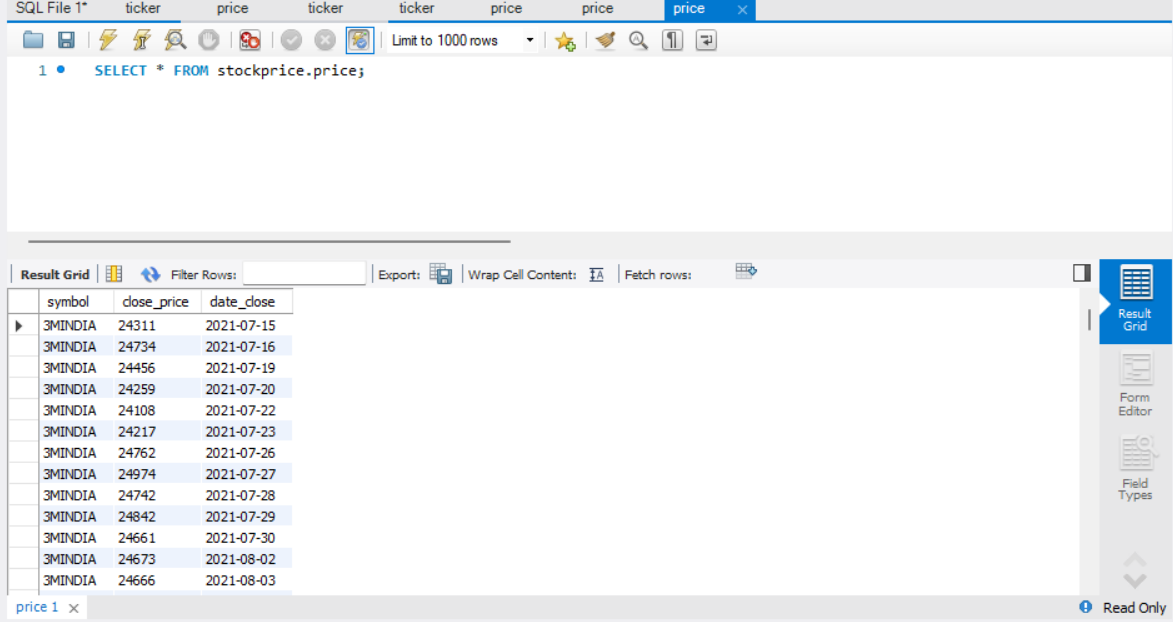 SQL File 1* ticker price ticker ticker price price price ×
Limit to 1000 rows
1 SELECT * FROM stockprice.price;
Result Grid Filter Rows: Export: Wrap Cell Content: IA Fetch rows:
symbol close_price date_close
3MINDIA 24311 2021-07-15
3MINDIA 24734 2021-07-16
3MINDIA 24456 2021-07-19
3MINDIA 24259 2021-07-20
3MINDIA 24108 2021-07-22
3MINDIA 24217 2021-07-23
3MINDIA 24762 2021-07-26
3MINDIA 24974 2021-07-27
3MINDIA 24742 2021-07-28
3MINDIA 24842 2021-07-29
3MINDIA 24661 2021-07-30
3MINDIA 24673 2021-08-02
3MINDIA 24666 2021-08-03
Result
Grid
Form
Editor
Field
Types
price 1 × Read Only